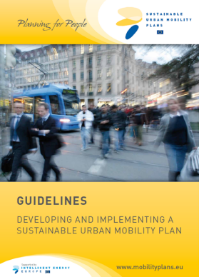 Planning for People
SUSTAINABLE
URBAN MOBILITY
PLANS
GUIDELINES
DEVELOPING AND IMPLEMENTING A
SUSTAINABLE URBAN MOBILITY PLAN
INTELLIGENT ENERGY
EUROPE
www.mobilityplans.eu